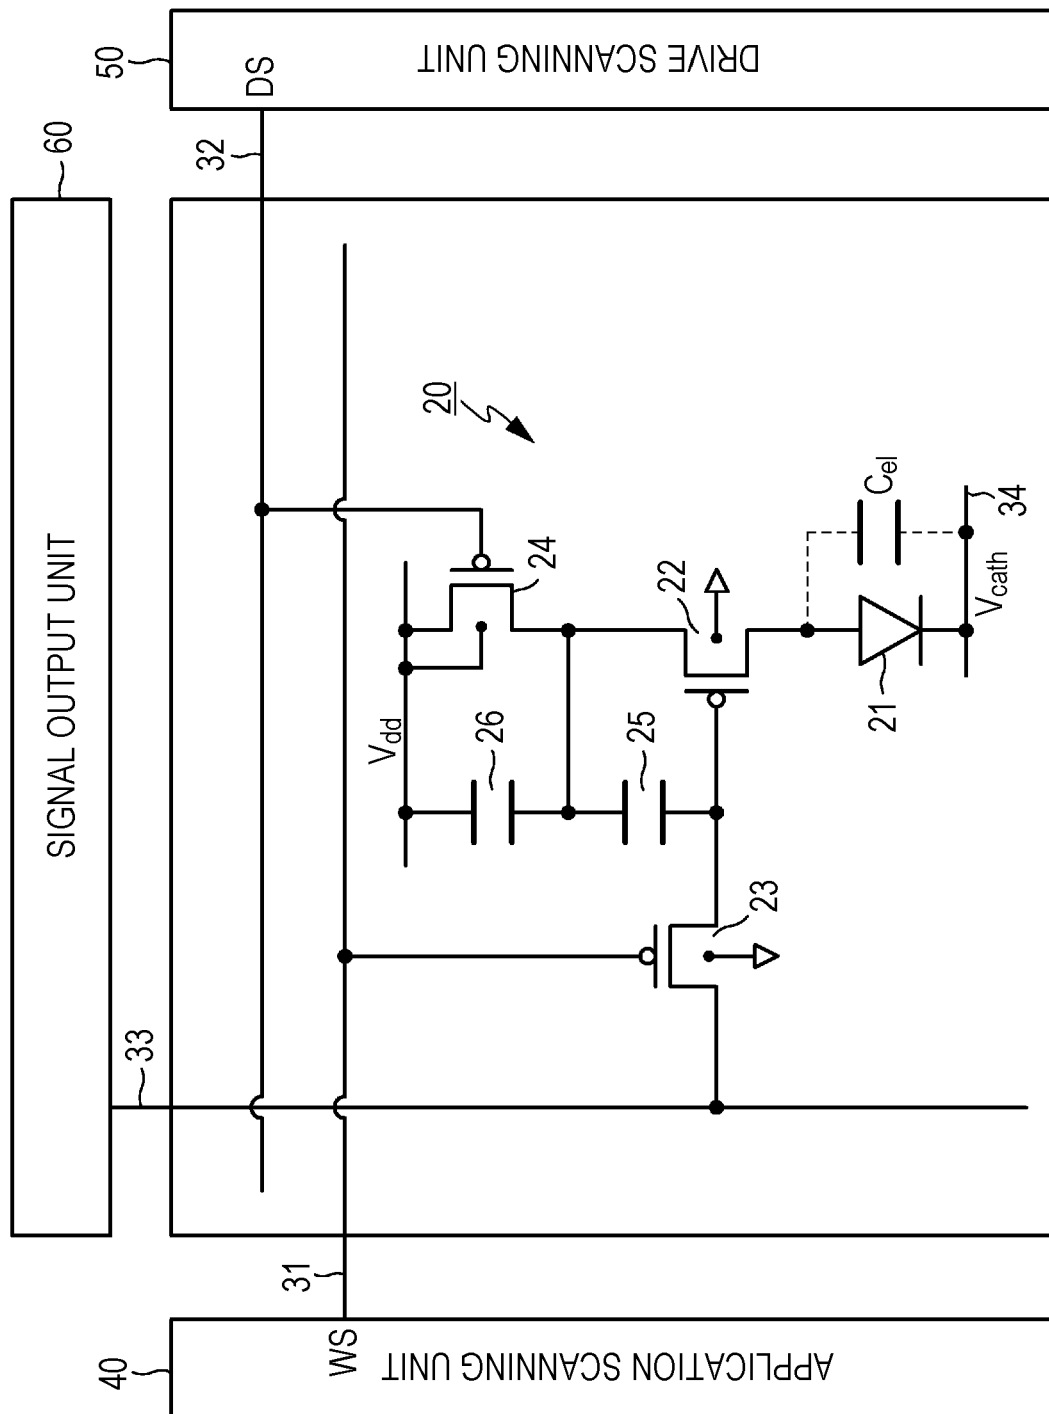 60
SIGNAL OUTPUT UNIT
40
APPLICATION SCANNING UNIT
WS
31
33
32
50
DS
DRIVE SCANNING UNIT
20
Vdd
26
24
25
22
23
21
Cel
34
Vcath